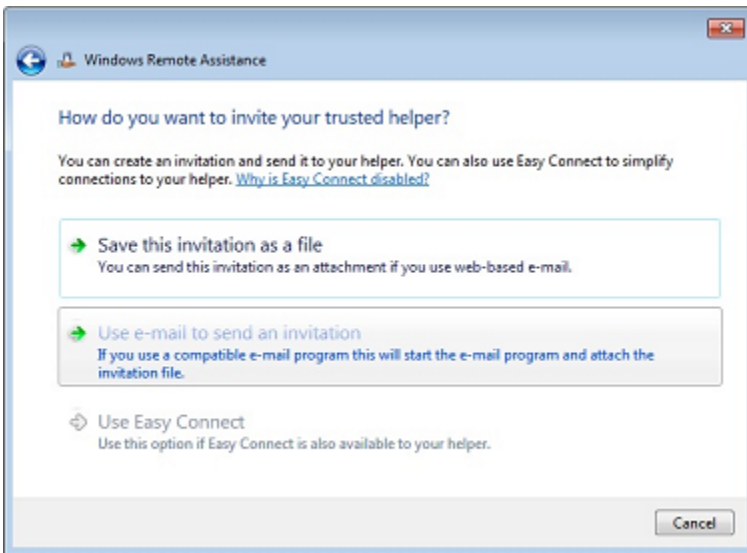 Windows Remote Assistance
How do you want to invite your trusted helper?
You can create an invitation and send it to your helper. You can also use Easy Connect to simplify
connections to your helper. Why is Easy Connect disabled?
Save this invitation as a file
You can send this invitation as an attachment if you use web-based e-mail.
Use e-mail to send an invitation
If you use a compatible e-mail program this will start the e-mail program and attach the
invitation file.
Use Easy Connect
Use this option if Easy Connect is also available to your helper.
Cancel